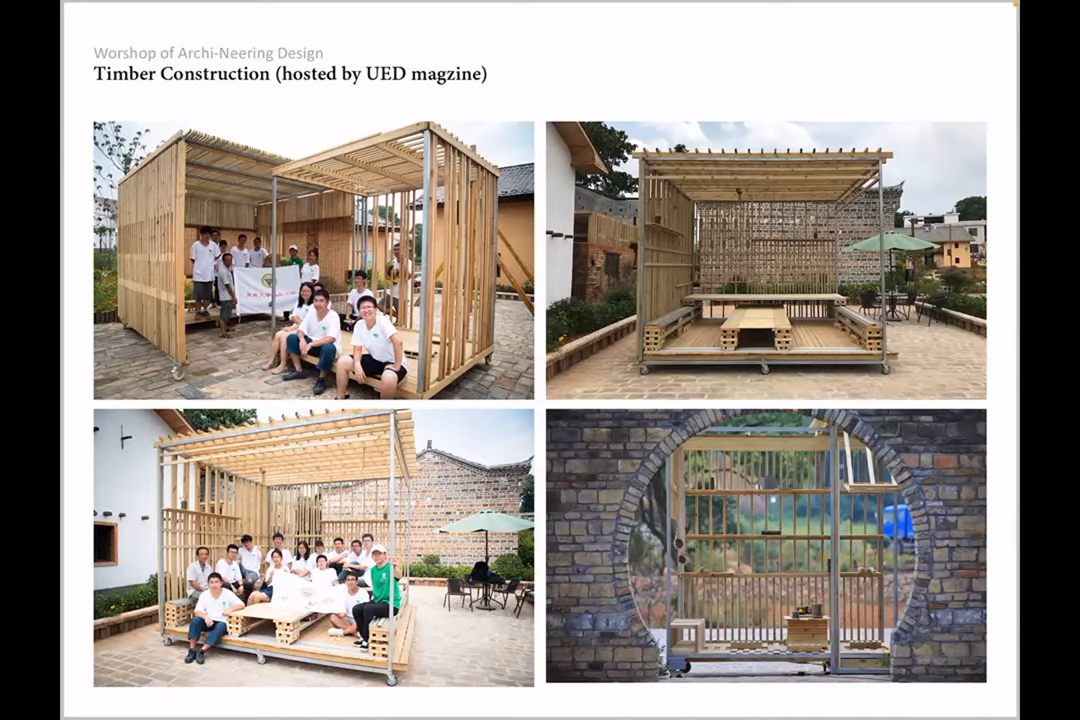 Worshop of Archi-Neering Design
Timber Construction (hosted by UED magzine)